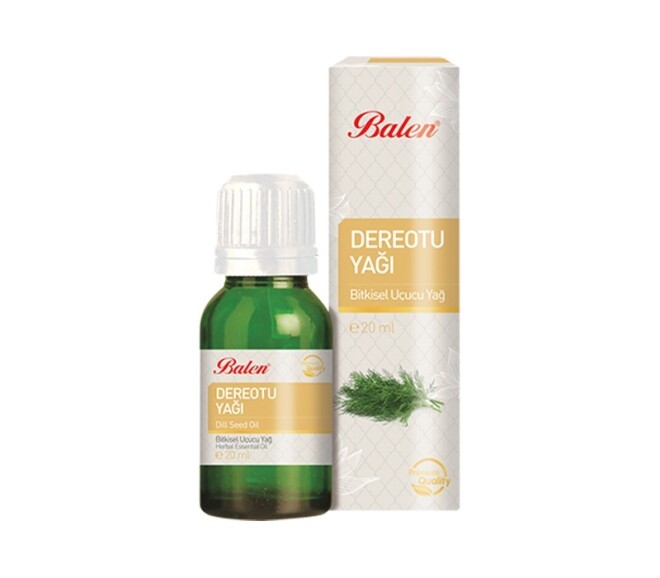 Balen®
DEREOTU
YAĞI
Bitkisel Uçucu Yağ
℮20 ml
Premium
Quality
Balen®
DEREOTU
YAĞI
Dill Seed Oil
Bitkisel Uçucu Yağ
Herbal Essential Oil
℮20 ml